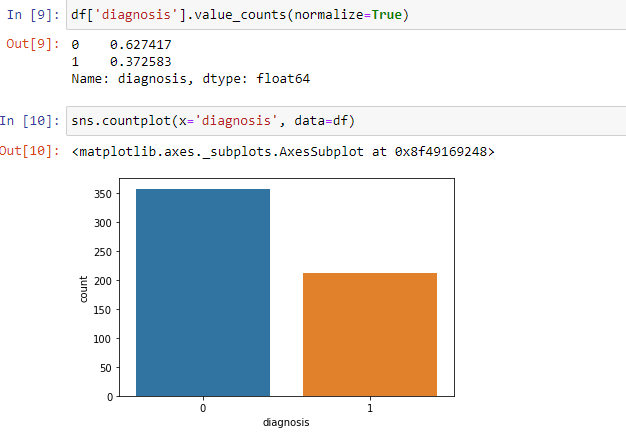 In [9]: df['diagnosis'].value_counts(normalize=True)
Out[9]: 0    0.627417
1    0.372583
Name: diagnosis, dtype: float64
In [10]: sns.countplot(x='diagnosis', data=df)
Out[10]: <matplotlib.axes._subplots.AxesSubplot at 0x8f49169248>
350
300
250
200
150
100
50
0
count
0 1
diagnosis